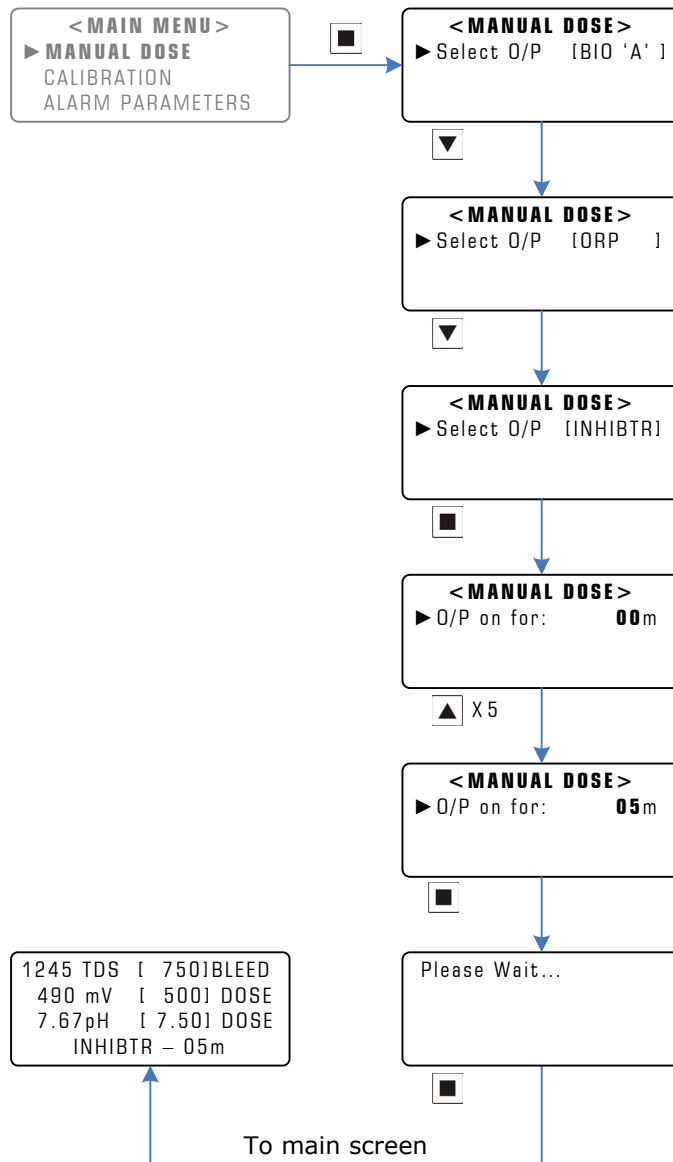 <MAIN MENU>
►MANUAL DOSE
CALIBRATION
ALARM PARAMETERS
<MANUAL DOSE>
►Select O/P [BIO ‘A’ ]
<MANUAL DOSE>
►Select O/P [ORP ]
<MANUAL DOSE>
►Select O/P [INHIBTR]
<MANUAL DOSE>
►O/P on for: 00m
X5
<MANUAL DOSE>
►O/P on for: 05m
Please Wait...
1245 TDS [ 750]BLEED
490 mV [ 500] DOSE
7.67pH [ 7.50] DOSE
INHIBTR – 05m
To main screen